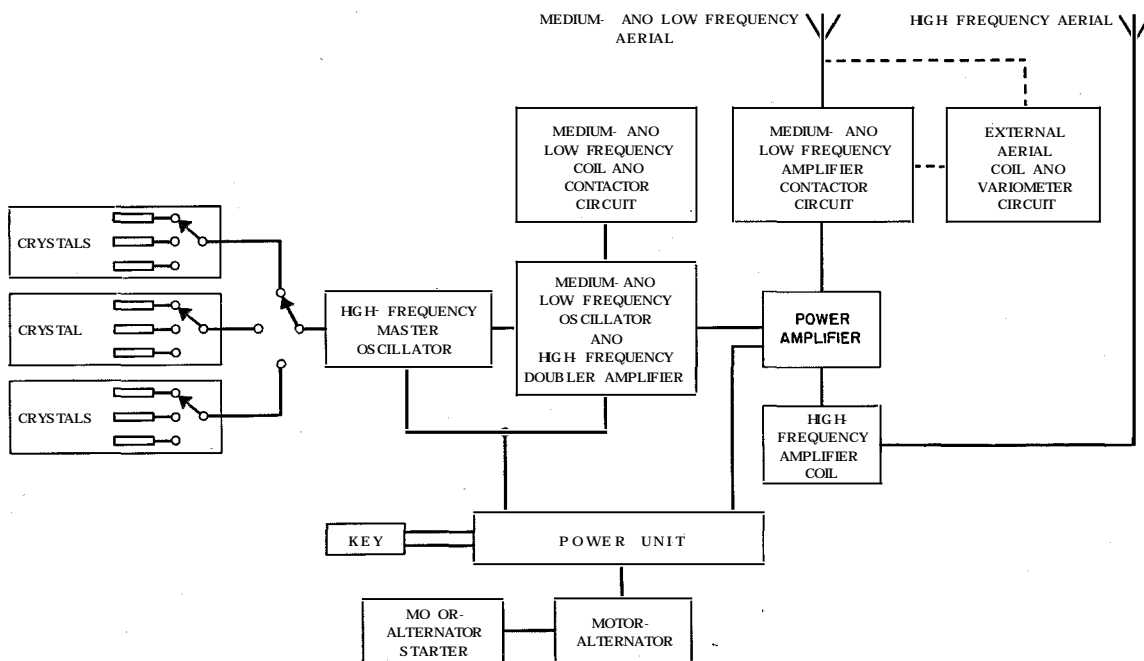 MEDIUM- ANO LOW FREQUENCY
AERIAL
HIGH FREQUENCY AERIAL
MEDIUM- ANO
LOW FREQUENCY
COIL ANO
CONTACTOR
CIRCUIT
MEDIUM- ANO
LOW FREQUENCY
AMPLIFIER
CONTACTOR
CIRCUIT
EXTERNAL
AERIAL
COIL ANO
VARIOMETER
CIRCUIT
CRYSTALS
CRYSTAL
CRYSTALS
HIGH- FREQUENCY
MASTER
OSCILLATOR
MEDIUM- ANO
LOW FREQUENCY
OSCILLATOR
AND
HIGH FREQUENCY
DOUBLER AMPLIFIER
POWER
AMPLIFIER
HIGH-
FREQUENCY
AMPLIFIER
COIL
KEY
POWER UNIT
MO OR-
ALTERNATOR
STARTER
MOTOR-
ALTERNATOR